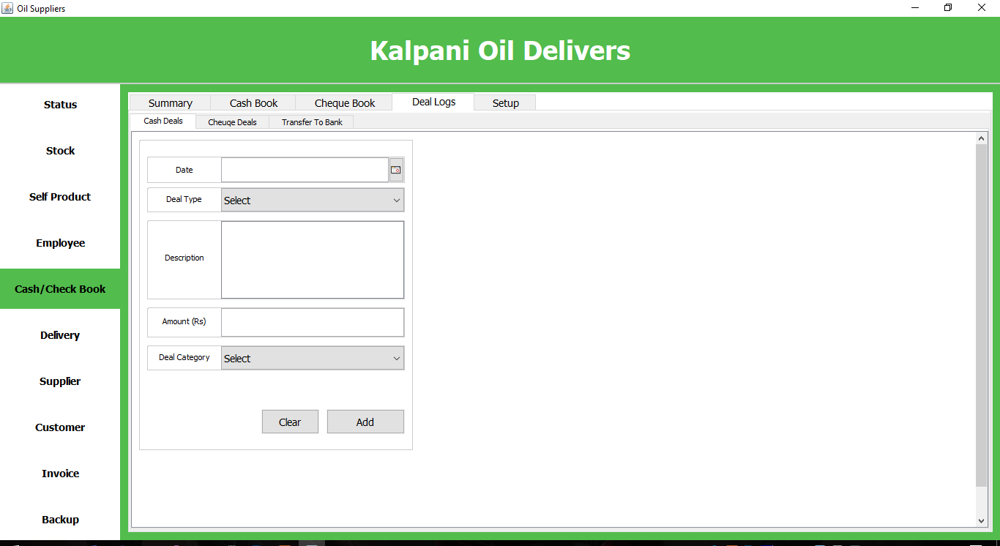 Oil Suppliers
Kalpani Oil Delivers
Status
Stock
Self Product
Employee
Cash/Check Book
Delivery
Supplier
Customer
Invoice
Backup
Summary Cash Book Cheque Book Deal Logs Setup
Cash Deals Cheuqe Deals Transfer To Bank
Date
Deal Type Select
Description
Amount (Rs)
Deal Category Select
Clear Add